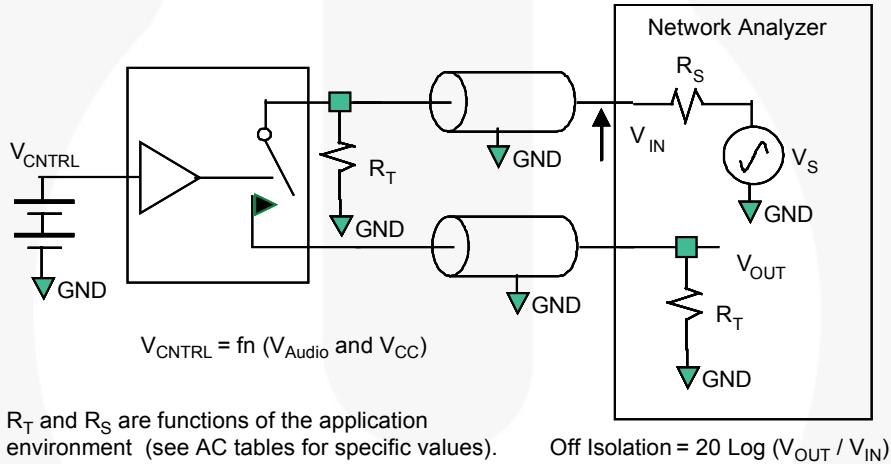 Network Analyzer
R_S
V_IN
V_S
GND
GND
V_CNTRL
R_T
GND
GND
V_OUT
R_T
GND
GND
V_CNTRL = fn (V_Audio and V_CC)
R_T and R_S are functions of the application
environment (see AC tables for specific values).
Off Isolation = 20 Log (V_OUT / V_IN)